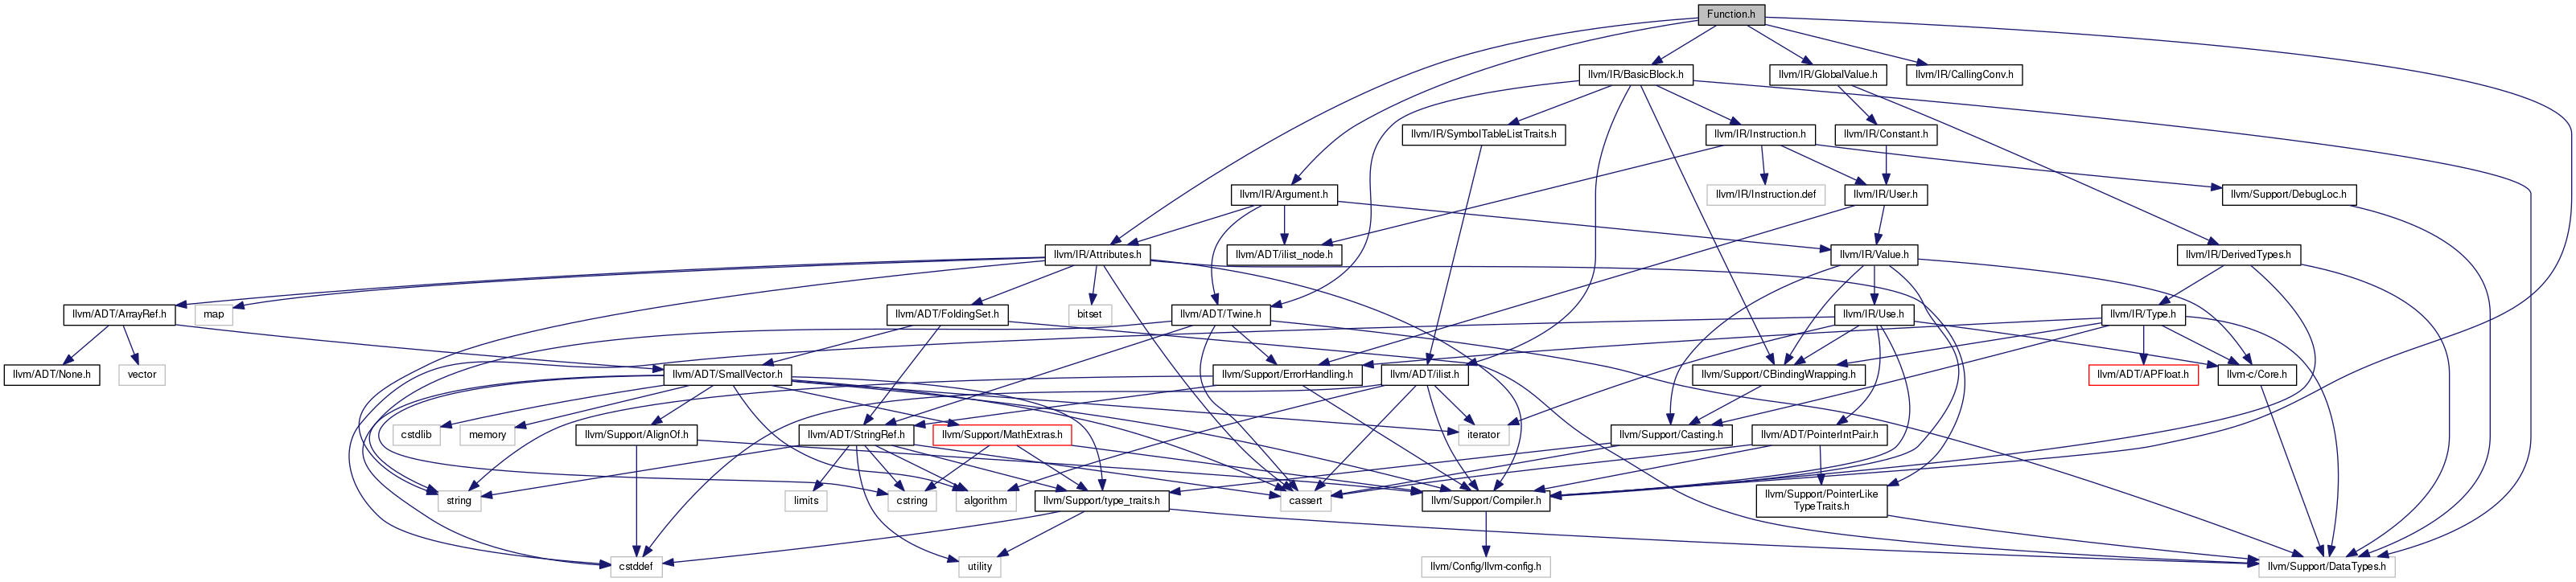 Function.h
llvm/IR/BasicBlock.h
llvm/IR/GlobalValue.h
llvm/IR/CallingConv.h
llvm/IR/SymbolTableListTraits.h
llvm/IR/Instruction.h
llvm/IR/Constant.h
llvm/IR/Argument.h
llvm/IR/Instruction.def
llvm/IR/User.h
llvm/Support/DebugLoc.h
llvm/IR/Attributes.h
llvm/ADT/ilist_node.h
llvm/IR/Value.h
llvm/IR/DerivedTypes.h
llvm/ADT/ArrayRef.h
map
llvm/ADT/FoldingSet.h
bitset
llvm/ADT/Twine.h
llvm/IR/Use.h
llvm/IR/Type.h
llvm/ADT/None.h
vector
llvm/ADT/SmallVector.h
llvm/Support/ErrorHandling.h
llvm/ADT/ilist.h
llvm/Support/CBindingWrapping.h
llvm/ADT/APFloat.h
llvm-c/Core.h
cstdlib
memory
llvm/Support/AlignOf.h
llvm/ADT/StringRef.h
llvm/Support/MathExtras.h
iterator
llvm/Support/Casting.h
llvm/ADT/PointerIntPair.h
string
limits
cstring
algorithm
llvm/Support/type_traits.h
cassert
llvm/Support/Compiler.h
llvm/Support/PointerLike
TypeTraits.h
cstddef
utility
llvm/Config/llvm-config.h
llvm/Support/DataTypes.h